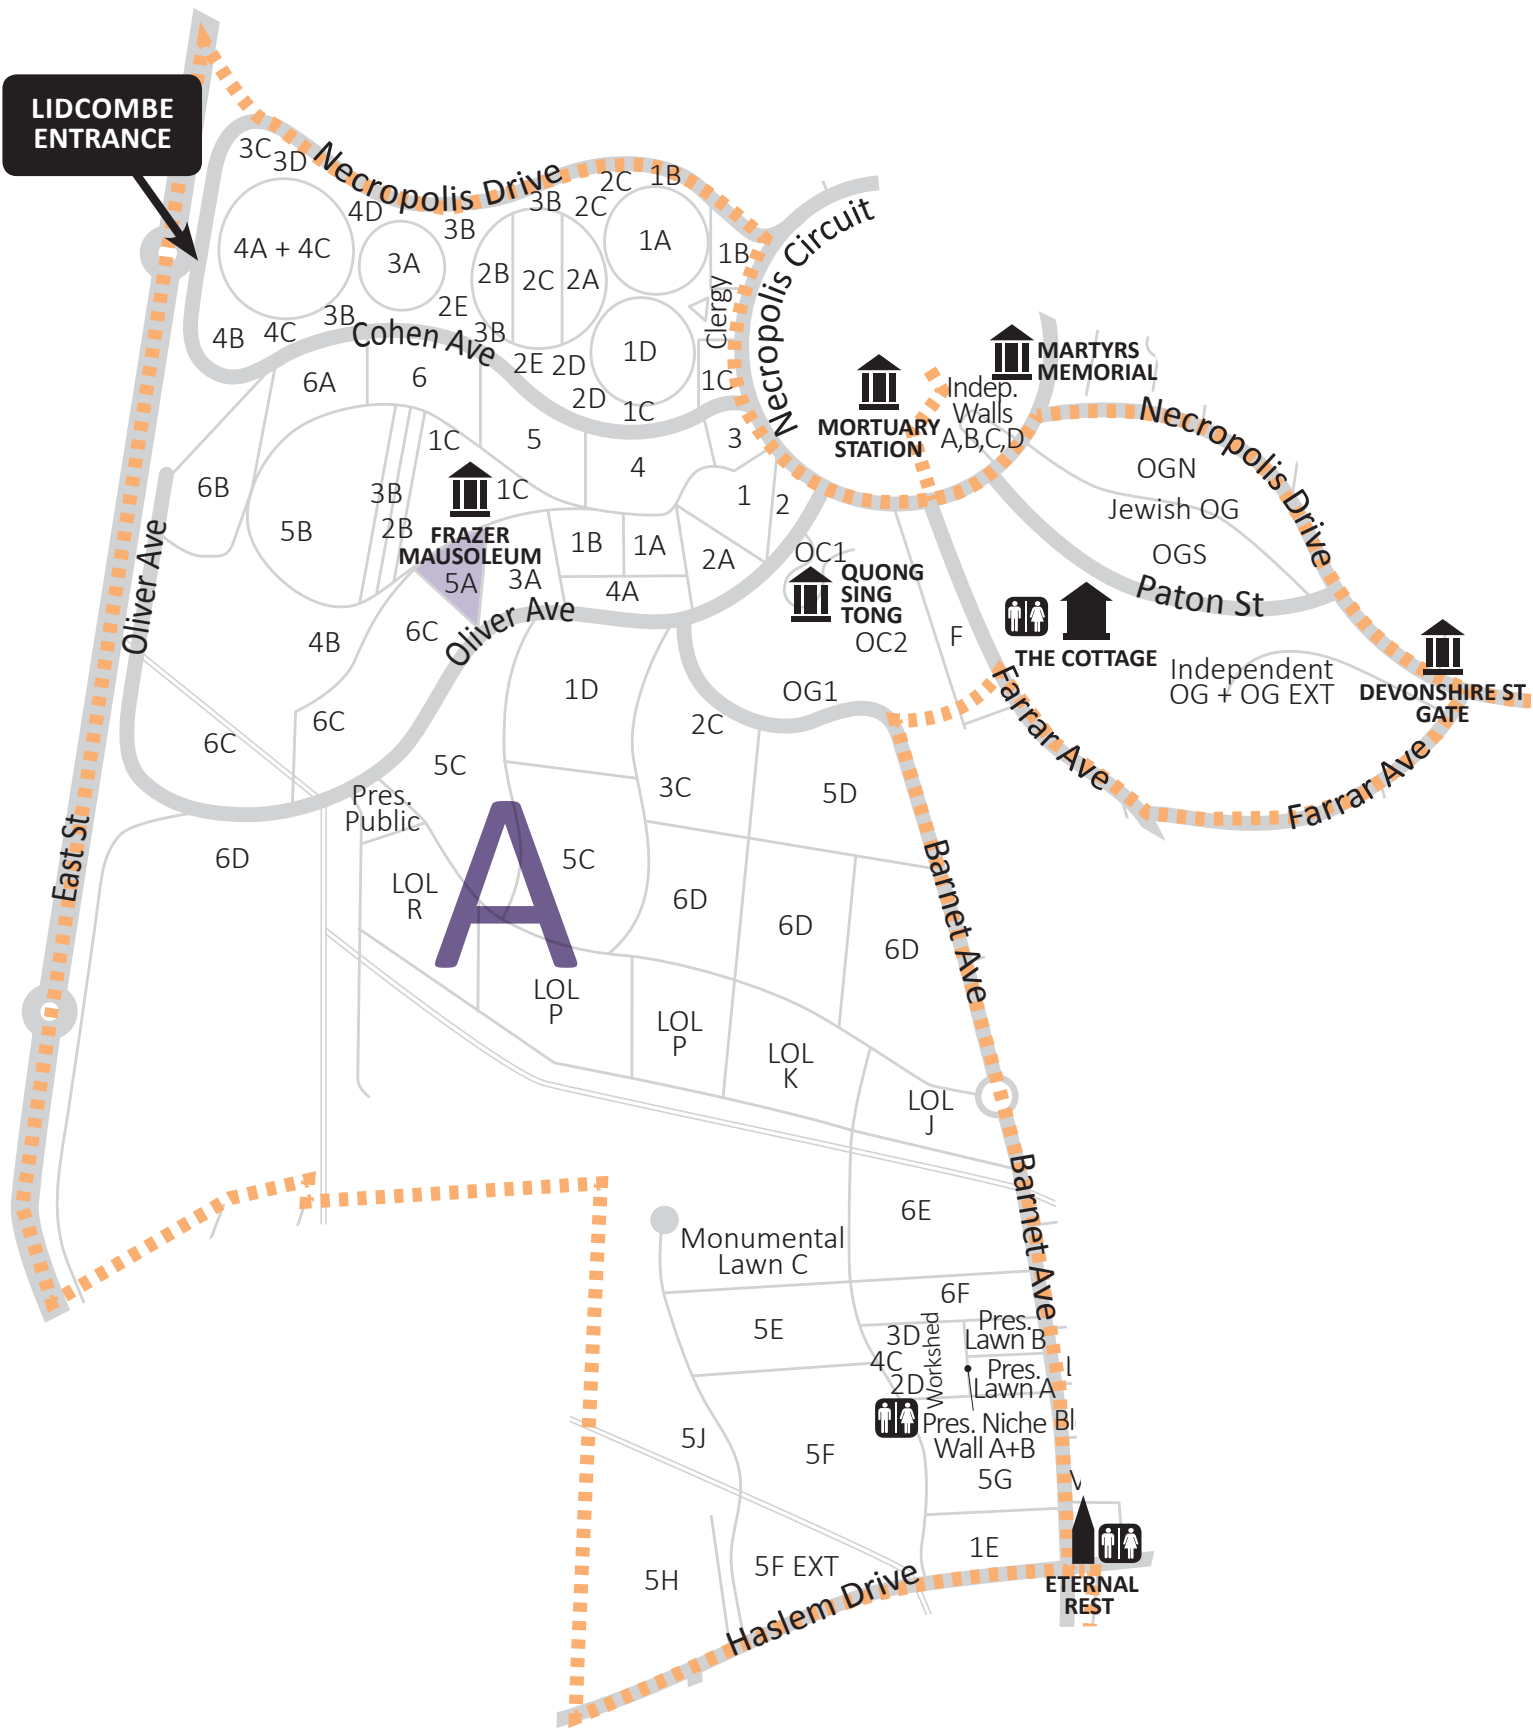 LIDCOMBE
ENTRANCE
3C
3D
Necropolis Drive
3B
2C
2C
1B
4D
3B
4A + 4C
3A
2B
2C
2A
1A
1B
Clergy
Necropolis Circuit
2E
3B
4B
4C
3B
Cohen Ave
2E
2D
1D
1C
2D
1C
6A
6
MARTYRS
MEMORIAL
Indep.
Walls
A,B,C,D
MORTUARY
STATION
Necropolis Drive
OGN
Jewish OG
OGS
1C
5
4
3
6B
3B
2B
1C
1
2
5B
FRAZER
MAUSOLEUM
5A
3A
1B
1A
2A
4A
OC1
QUONG
SING
TONG
OC2
F
Paton St
THE COTTAGE
Independent
OG + OG EXT
DEVONSHIRE ST
GATE
Oliver Ave
4B
6C
Oliver Ave
1D
OG1
Farrar Ave
Farrar Ave
6C
6C
2C
5C
3C
5D
Pres.
Public
East St
6D
LOL
R
A
5C
6D
6D
6D
Barnet Ave
LOL
P
LOL
P
LOL
K
LOL
J
Barnet Ave
6E
Monumental
Lawn C
6F
5E
3D
4C
2D
Workshed
Pres.
Lawn B
Pres.
Lawn A
Pres. Niche
Wall A+B
Bl
5J
5F
5G
5H
5F EXT
1E
Haslem Drive
ETERNAL
REST